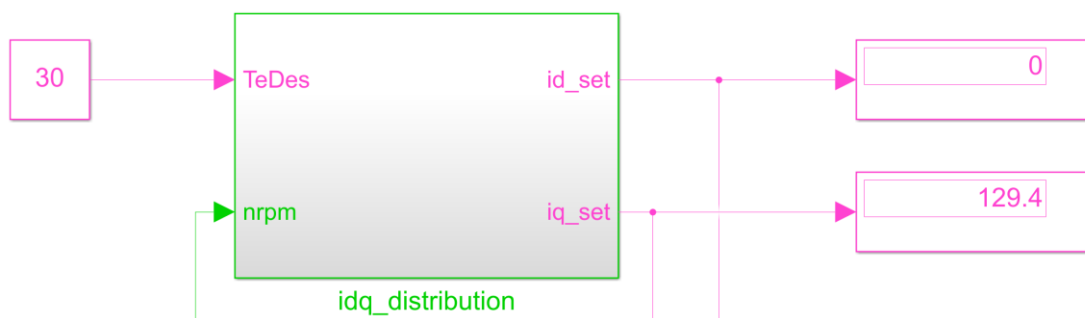 30
TeDes
id_set
0
nrpm
iq_set
129.4
idq_distribution